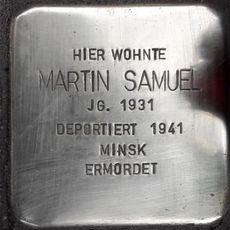 HIER WOHNTE
MARTIN SAMUEL
JG. 1931
DEPORTIERT 1941
MINSK
ERMORDET